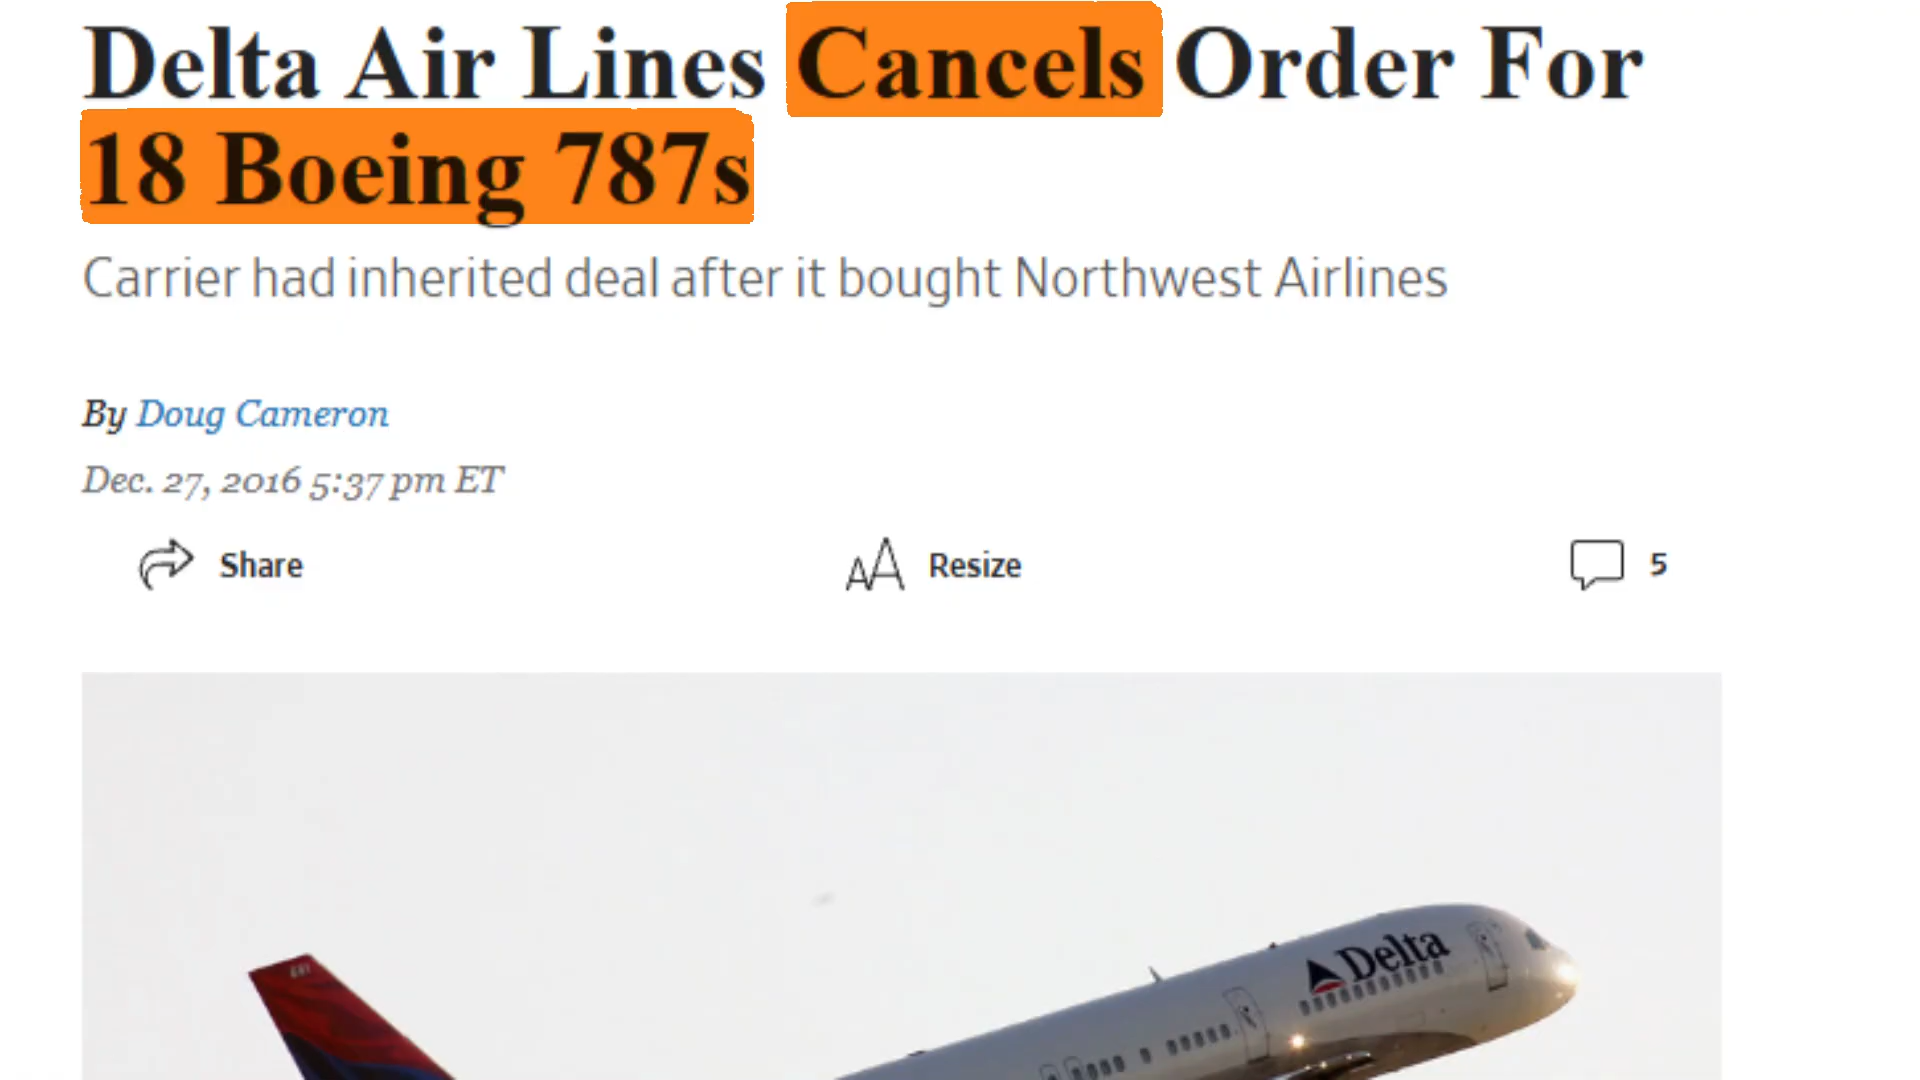 Delta Air Lines Cancels Order For
18 Boeing 787s
Carrier had inherited deal after it bought Northwest Airlines
By Doug Cameron
Dec. 27, 2016 5:37 pm ET
Share
AA Resize
5
Delta